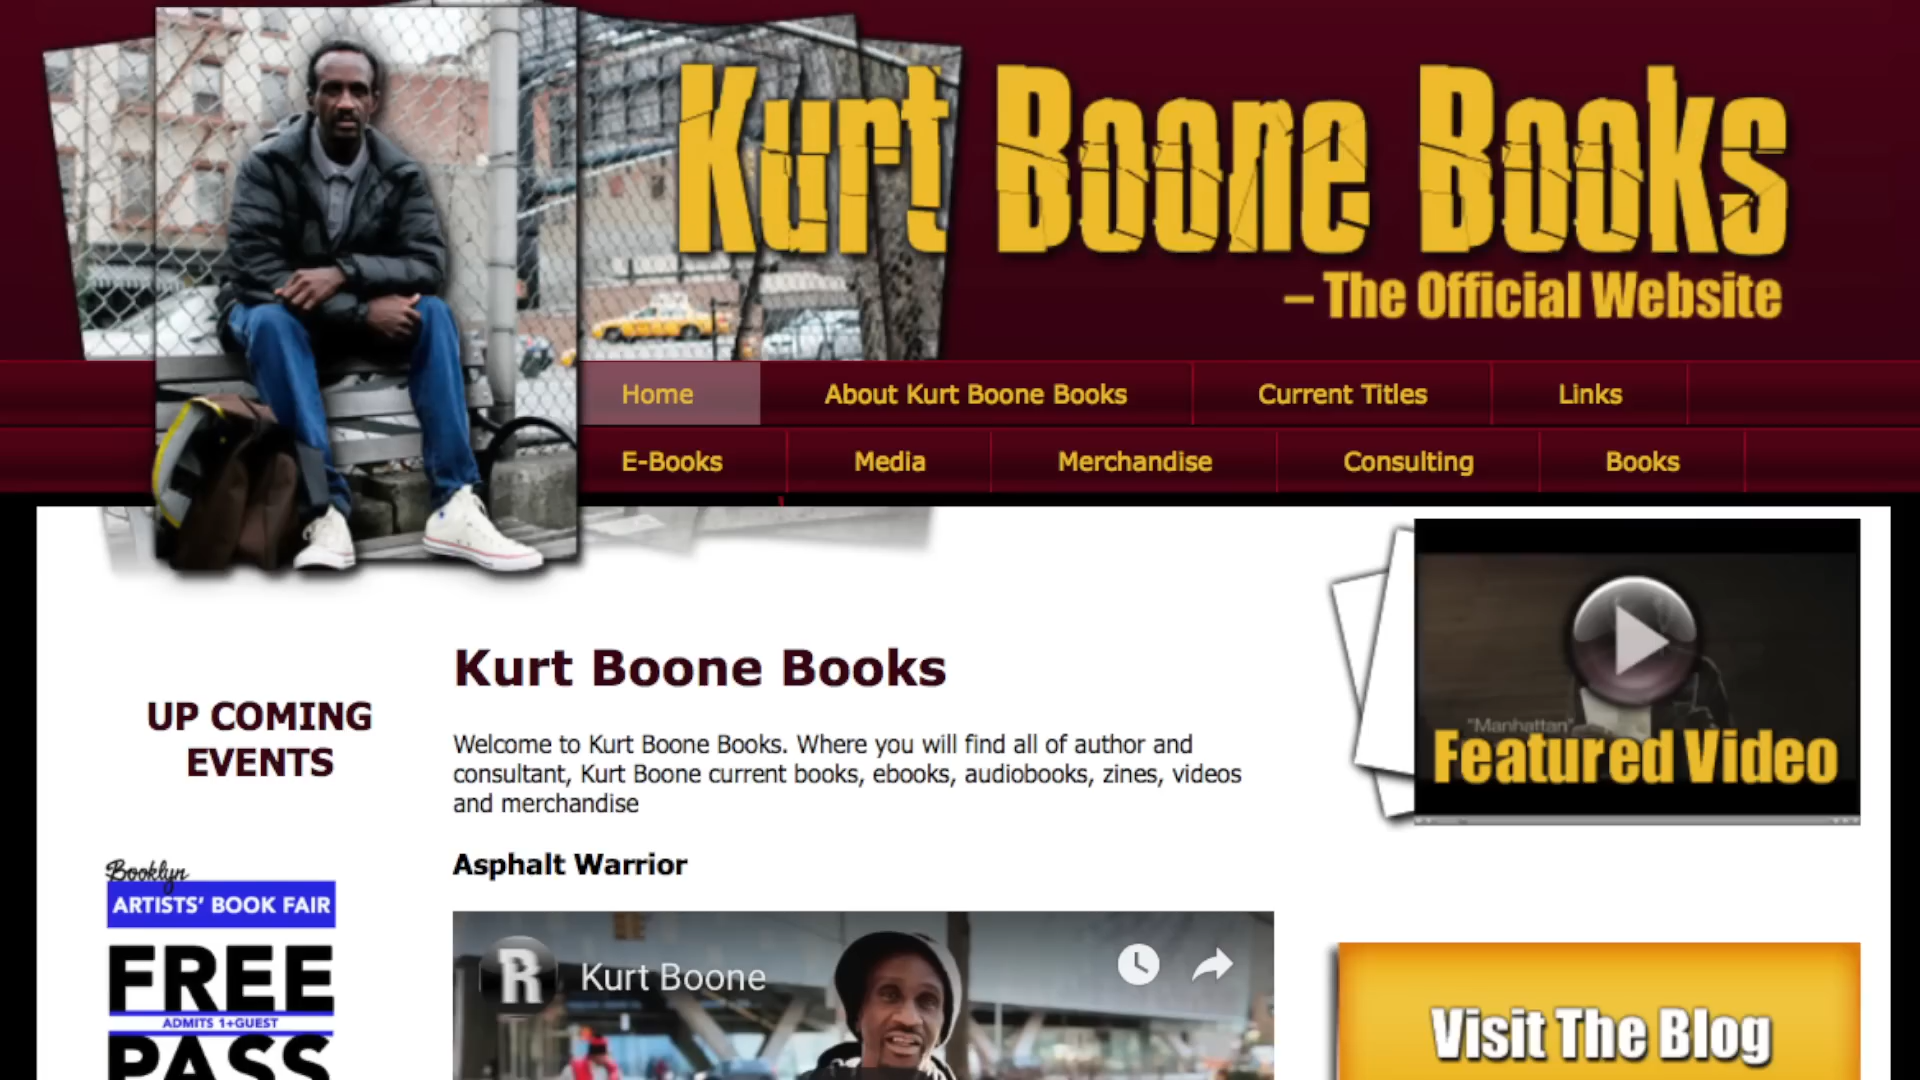 Kurt Boone Books
– The Official Website
Home
About Kurt Boone Books
Current Titles
Links
E-Books
Media
Merchandise
Consulting
Books
UP COMING
EVENTS
Booklyn
ARTISTS' BOOK FAIR
FREE
ADMITS 1+GUEST
PASS
Kurt Boone Books
Welcome to Kurt Boone Books. Where you will find all of author and
consultant, Kurt Boone current books, ebooks, audiobooks, zines, videos
and merchandise
Asphalt Warrior
R
Kurt Boone
"Manhattan"
Featured Video
Visit The Blog